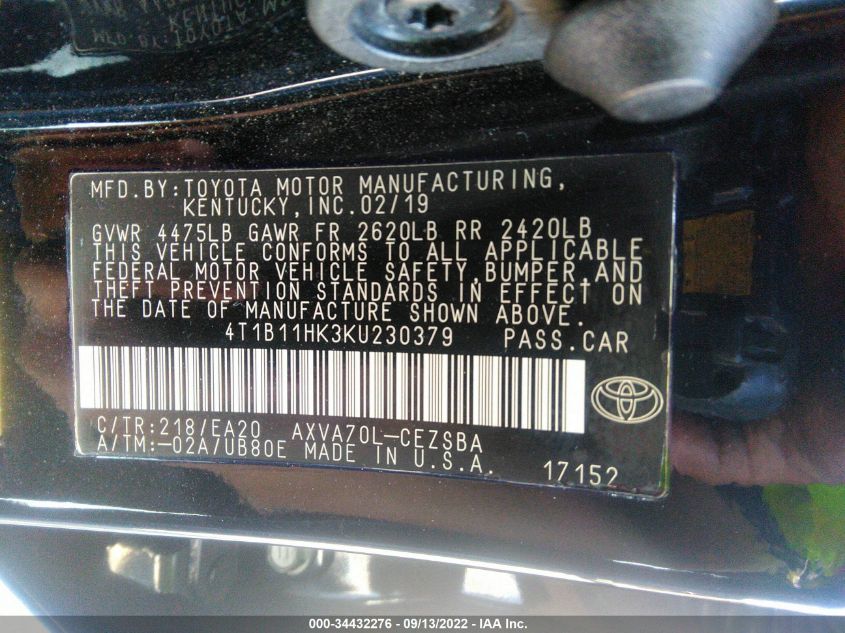 MFD.BY:TOYOTA MOTOR MANUFACTURING,
KENTUCKY,INC.02/19
GVWR 4475LB GAWR FR 2620LB RR 2420LB
THIS VEHICLE CONFORMS TO ALL APPLICABLE
FEDERAL MOTOR VEHICLE SAFETY,BUMPER,AND
THEFT PREVENTION STANDARDS IN EFFECT ON
THE DATE OF MANUFACTURE SHOWN ABOVE.
4T1B11HK3KU230379 PASS.CAR
C/TR:218/EA20 AXVA70L-CEZSBA
A/TM:-02A/UB80E MADE IN U.S.A.
17152
000-34432276 - 09/13/2022 - IAA Inc.